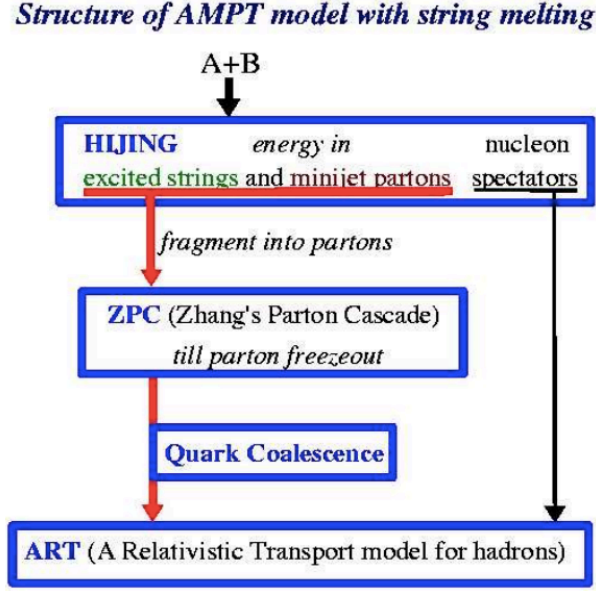 Structure of AMPT model with string melting
A+B
HIJING energy in nucleon
excited strings and minijet partons spectators
fragment into partons
ZPC (Zhang's Parton Cascade)
till parton freezeout
Quark Coalescence
ART (A Relativistic Transport model for hadrons)